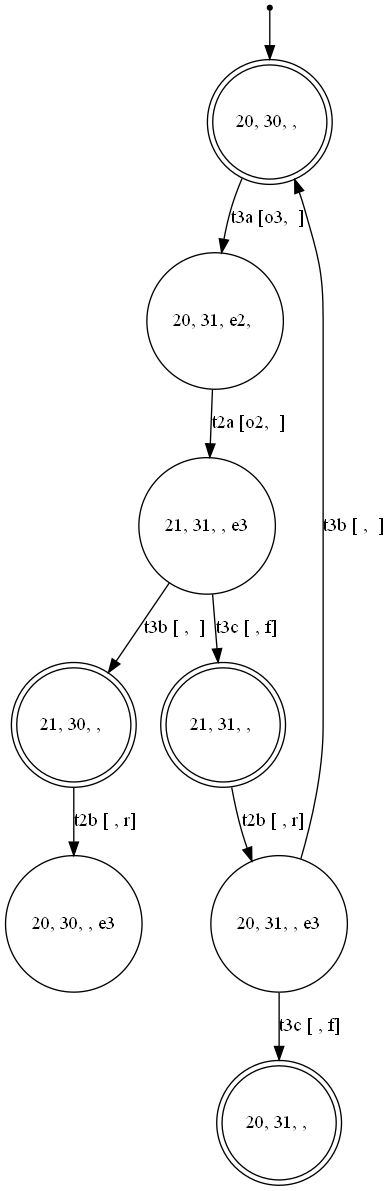 20, 30, ,
t3a [o3,  ]
20, 31, e2,
t2a [o2,  ]
21, 31, , e3
t3b [ ,  ]
t3b [ ,  ]
t3c [ , f]
21, 30, ,
21, 31, ,
t2b [ , r]
t2b [ , r]
20, 30, , e3
20, 31, , e3
t3c [ , f]
20, 31, ,